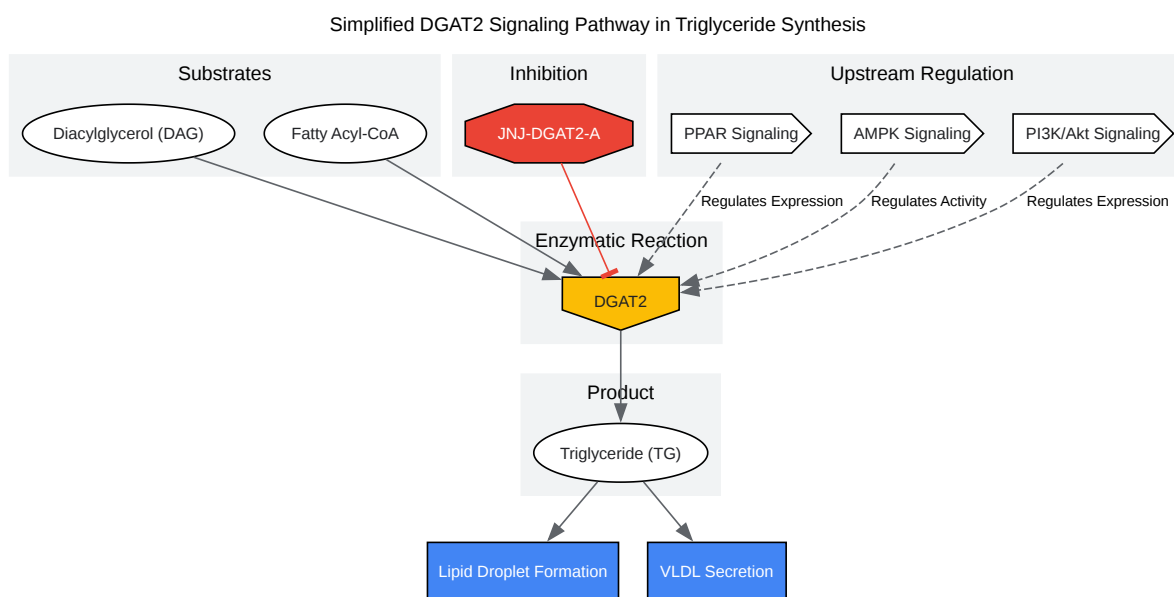 Simplified DGAT2 Signaling Pathway in Triglyceride Synthesis
Substrates
Inhibition
Upstream Regulation
Diacylglycerol (DAG)
Fatty Acyl-CoA
JNJ-DGAT2-A
PPAR Signaling
AMPK Signaling
PI3K/Akt Signaling
Regulates Expression
Regulates Activity
Regulates Expression
Enzymatic Reaction
DGAT2
Product
Triglyceride (TG)
Lipid Droplet Formation
VLDL Secretion